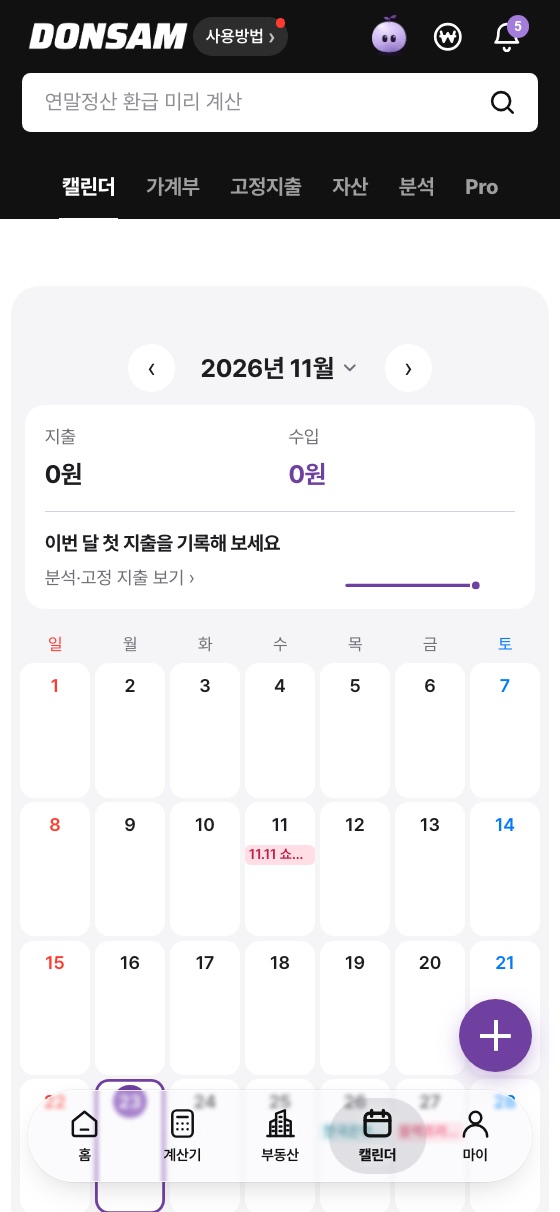 DONSAM 사용방법 › 5
연말정산 환급 미리 계산
캘린더 가계부 고정지출 자산 분석 Pro
‹ 2026년 11월 ›
지출 수입
0원 0원
이번 달 첫 지출을 기록해 보세요
분석·고정 지출 보기 ›
일 월 화 수 목 금 토
1 2 3 4 5 6 7
8 9 10 11 12 13 14
11.11 쇼...
15 16 17 18 19 20 21
22 23 24 25 26 27 28
홈 계산기 부동산 캘린더 마이